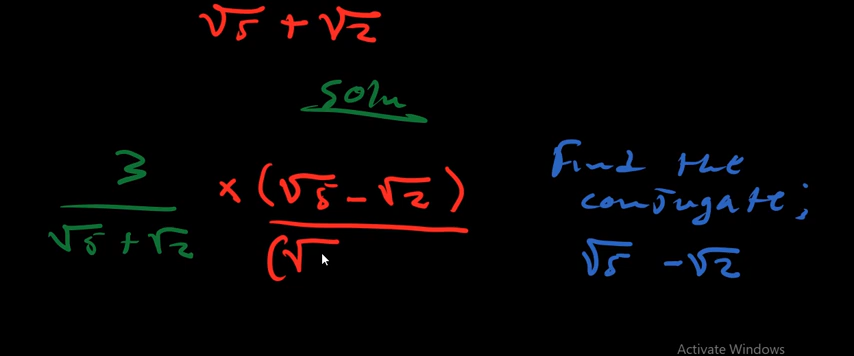 √5 + √2
Soln
3
√5 + √2
× (√5 - √2)
(√
Find the
conjugate;
√5 - √2
Activate Windows